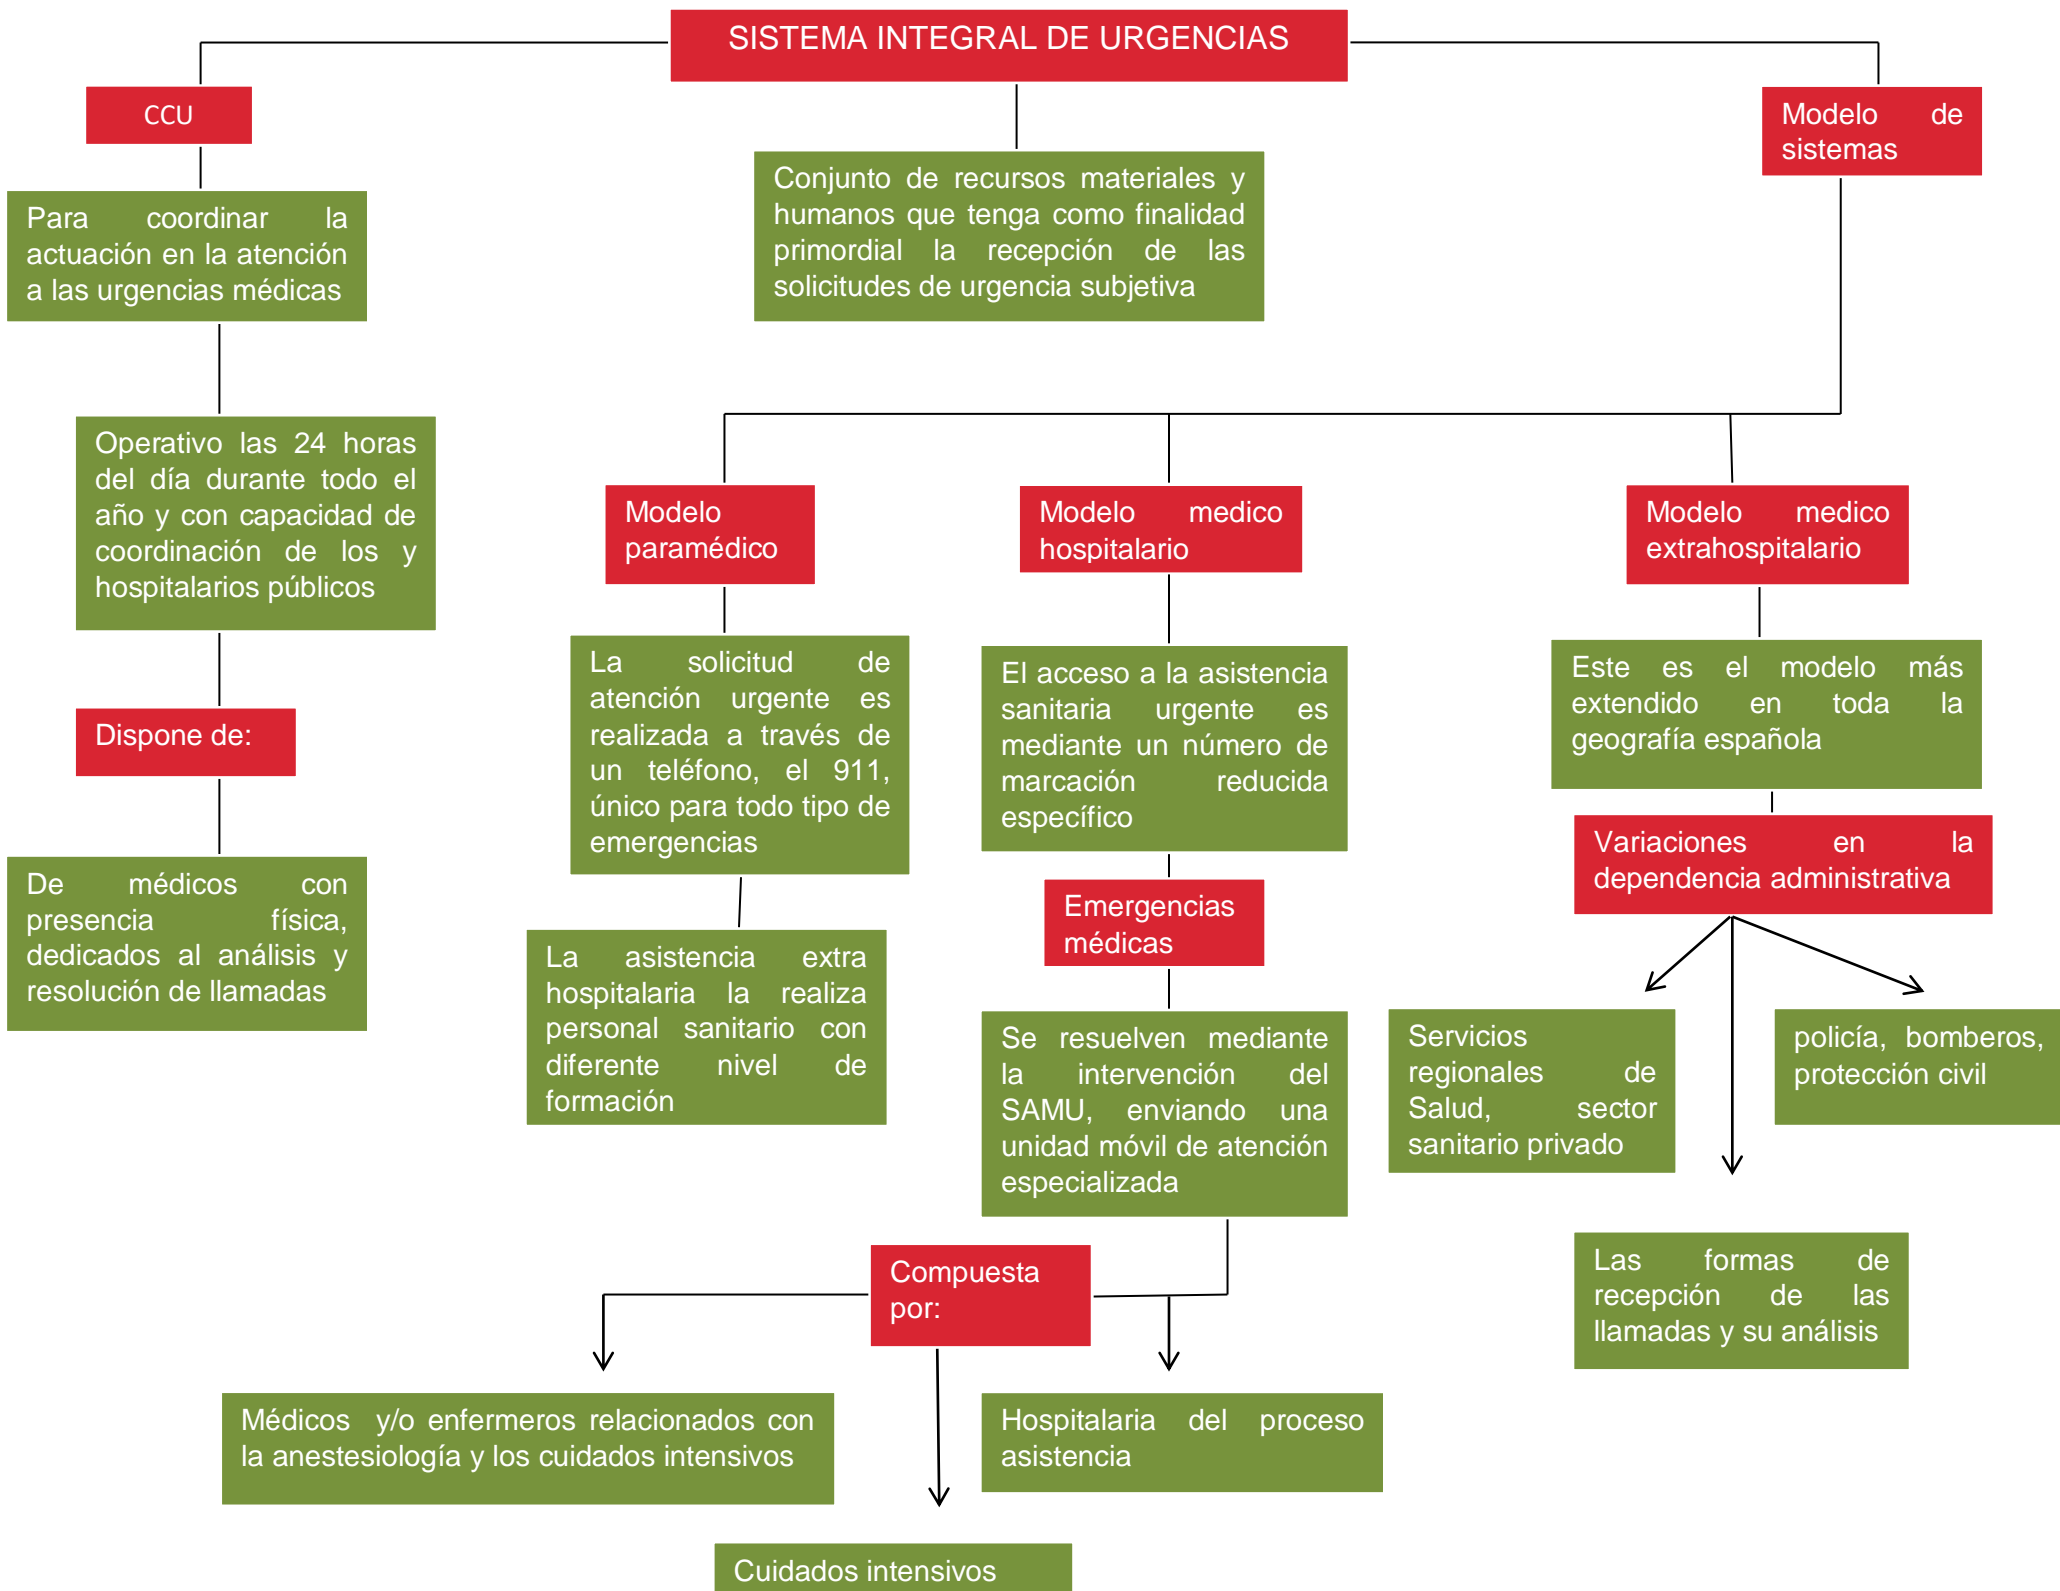 SISTEMA INTEGRAL DE URGENCIAS
CCU
Para coordinar la
actuación en la atención
a las urgencias médicas
Operativo las 24 horas
del día durante todo el
año y con capacidad de
coordinación de los y
hospitalarios públicos
Dispone de:
De médicos con
presencia física,
dedicados al análisis y
resolución de llamadas
Conjunto de recursos materiales y
humanos que tenga como finalidad
primordial la recepción de las
solicitudes de urgencia subjetiva
Modelo de
sistemas
Modelo
paramédico
La solicitud de
atención urgente es
realizada a través de
un teléfono, el 911,
único para todo tipo de
emergencias
La asistencia extra
hospitalaria la realiza
personal sanitario con
diferente nivel de
formación
Modelo medico
hospitalario
El acceso a la asistencia
sanitaria urgente es
mediante un número de
marcación reducida
específico
Emergencias
médicas
Se resuelven mediante
la intervención del
SAMU, enviando una
unidad móvil de atención
especializada
Compuesta
por:
Médicos y/o enfermeros relacionados con
la anestesiología y los cuidados intensivos
Cuidados intensivos
Hospitalaria del proceso
asistencia
Modelo medico
extrahospitalario
Este es el modelo más
extendido en toda la
geografía española
Variaciones en la
dependencia administrativa
Servicios
regionales de
Salud, sector
sanitario privado
Las formas de
recepción de las
llamadas y su análisis
policía, bomberos,
protección civil